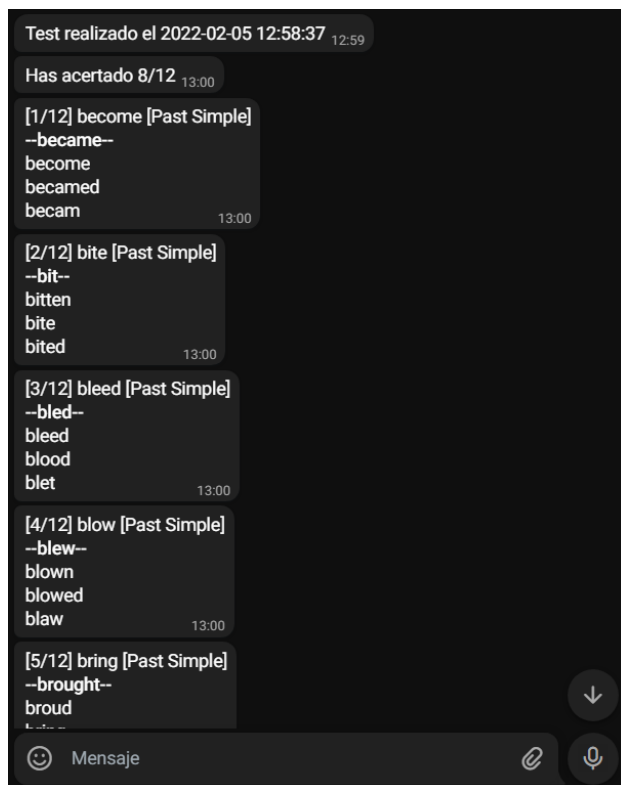 Test realizado el 2022-02-05 12:58:37 12:59
Has acertado 8/12 13:00
[1/12] become [Past Simple]
--became--
become
becamed
becam 13:00
[2/12] bite [Past Simple]
--bit--
bitten
bite
bited 13:00
[3/12] bleed [Past Simple]
--bled--
bleed
blood
blet 13:00
[4/12] blow [Past Simple]
--blew--
blown
blowed
blaw 13:00
[5/12] bring [Past Simple]
--brought--
broud
Mensaje